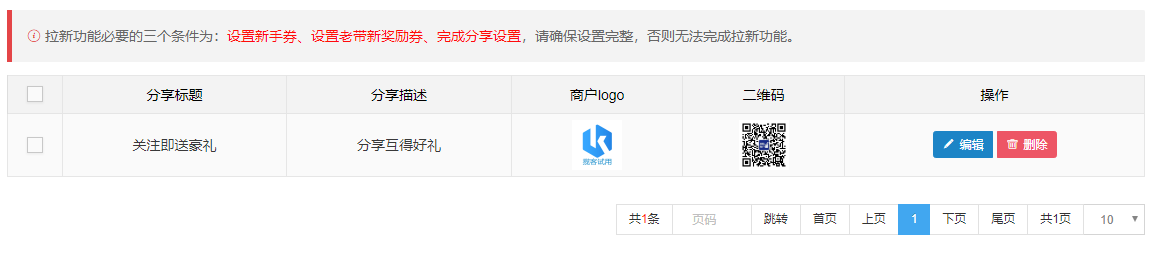 拉新功能必要的三个条件为：设置新手券、设置老带新奖励券、完成分享设置，请确保设置完整，否则无法完成拉新功能。
分享标题 分享描述 商户logo 二维码 操作
关注即送豪礼 分享互得好礼 编辑 删除
共1条 页码 跳转 首页 上页 1 下页 尾页 共1页 10